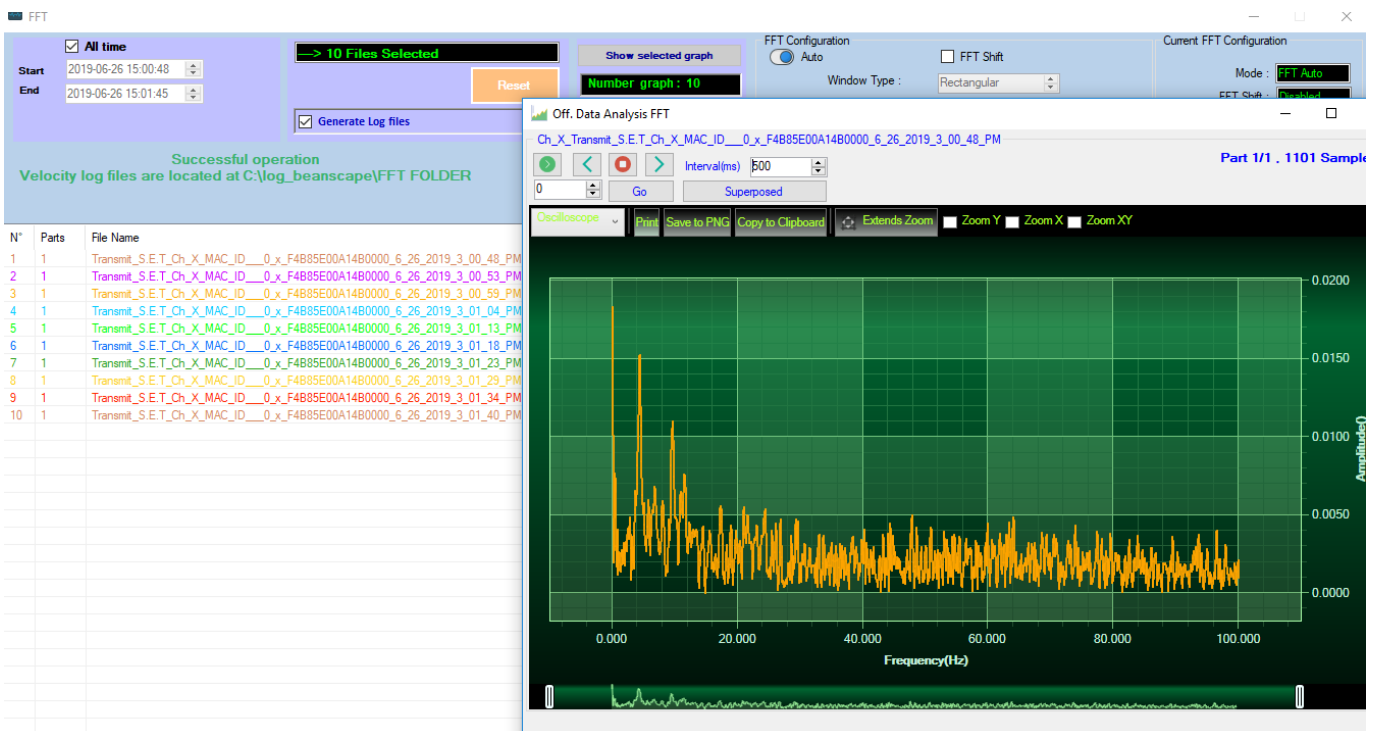 FFT
All time
Start 2019-06-26 15:00:48
End 2019-06-26 15:01:45
---> 10 Files Selected
Reset
Generate Log files
Show selected graph
Number graph : 10
FFT Configuration
Auto
FFT Shift
Window Type : Rectangular
Current FFT Configuration
Mode : FFT Auto
FFT Shift : Disabled
Successful operation
Velocity log files are located at C:\log_beanscape\FFT FOLDER
N° Parts File Name
1 1 Transmit_S.E.T_Ch_X_MAC_ID___0_x_F4B85E00A14B0000_6_26_2019_3_00_48_PM
2 1 Transmit_S.E.T_Ch_X_MAC_ID___0_x_F4B85E00A14B0000_6_26_2019_3_00_53_PM
3 1 Transmit_S.E.T_Ch_X_MAC_ID___0_x_F4B85E00A14B0000_6_26_2019_3_00_59_PM
4 1 Transmit_S.E.T_Ch_X_MAC_ID___0_x_F4B85E00A14B0000_6_26_2019_3_01_04_PM
5 1 Transmit_S.E.T_Ch_X_MAC_ID___0_x_F4B85E00A14B0000_6_26_2019_3_01_13_PM
6 1 Transmit_S.E.T_Ch_X_MAC_ID___0_x_F4B85E00A14B0000_6_26_2019_3_01_18_PM
7 1 Transmit_S.E.T_Ch_X_MAC_ID___0_x_F4B85E00A14B0000_6_26_2019_3_01_23_PM
8 1 Transmit_S.E.T_Ch_X_MAC_ID___0_x_F4B85E00A14B0000_6_26_2019_3_01_29_PM
9 1 Transmit_S.E.T_Ch_X_MAC_ID___0_x_F4B85E00A14B0000_6_26_2019_3_01_34_PM
10 1 Transmit_S.E.T_Ch_X_MAC_ID___0_x_F4B85E00A14B0000_6_26_2019_3_01_40_PM
Off. Data Analysis FFT
Ch_X_Transmit_S.E.T_Ch_X_MAC_ID___0_x_F4B85E00A14B0000_6_26_2019_3_00_48_PM
Interval(ms) 500
Part 1/1 , 1101 Sample
0 Go Superposed
Oscilloscope Print Save to PNG Copy to Clipboard Extends Zoom Zoom Y Zoom X Zoom XY
0.0200
0.0150
0.0100
0.0050
0.0000
Amplitude()
0.000 20.000 40.000 60.000 80.000 100.000
Frequency(Hz)